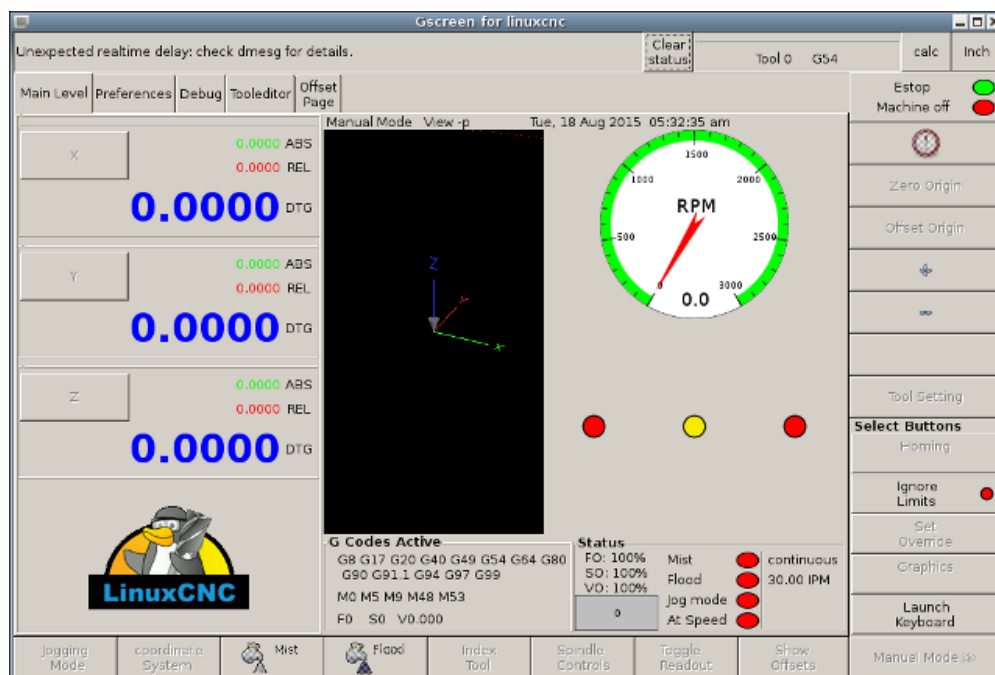 Gscreen for linuxcnc
Unexpected realtime delay: check dmesg for details.
Clear
status
Tool 0 G54
calc
Inch
Main Level
Preferences
Debug
Tooleditor
Offset
Page
Estop
Machine off
Manual Mode View -p Tue, 18 Aug 2015 05:32:35 am
X
0.0000 ABS
0.0000 REL
0.0000 DTG
Y
0.0000 ABS
0.0000 REL
0.0000 DTG
Z
0.0000 ABS
0.0000 REL
0.0000 DTG
LinuxCNC
Z
Y
X
RPM
0
500
1000
1500
2000
2500
3000
0.0
G Codes Active
G8 G17 G20 G40 G49 G54 G64 G80
G90 G91.1 G94 G97 G99
M0 M5 M9 M48 M53
F0 S0 V0.000
Status
FO: 100%
SO: 100%
VO: 100%
0
Mist
Flood
Jog mode
At Speed
continuous
30.00 IPM
Zero Origin
Offset Origin
Tool Setting
Select Buttons
Homing
Ignore
Limits
Set
Override
Graphics
Launch
Keyboard
Jogging
Mode
coordinate
System
Mist
Flood
Index
Tool
Spindle
Controls
Toggle
Readout
Show
Offsets
Manual Mode